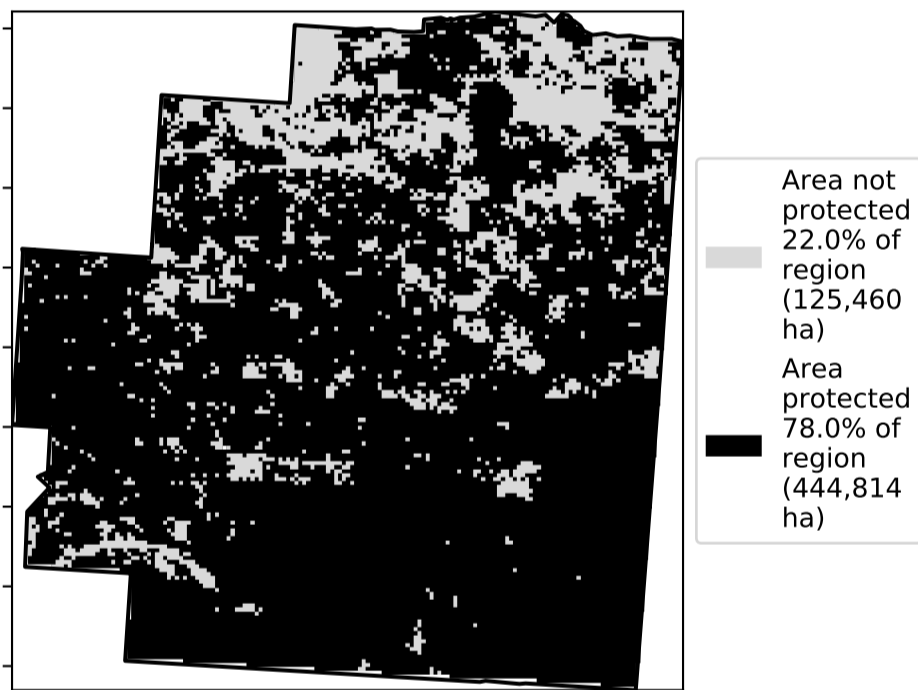 Area not
protected
22.0% of
region
(125,460
ha)
Area
protected
78.0% of
region
(444,814
ha)